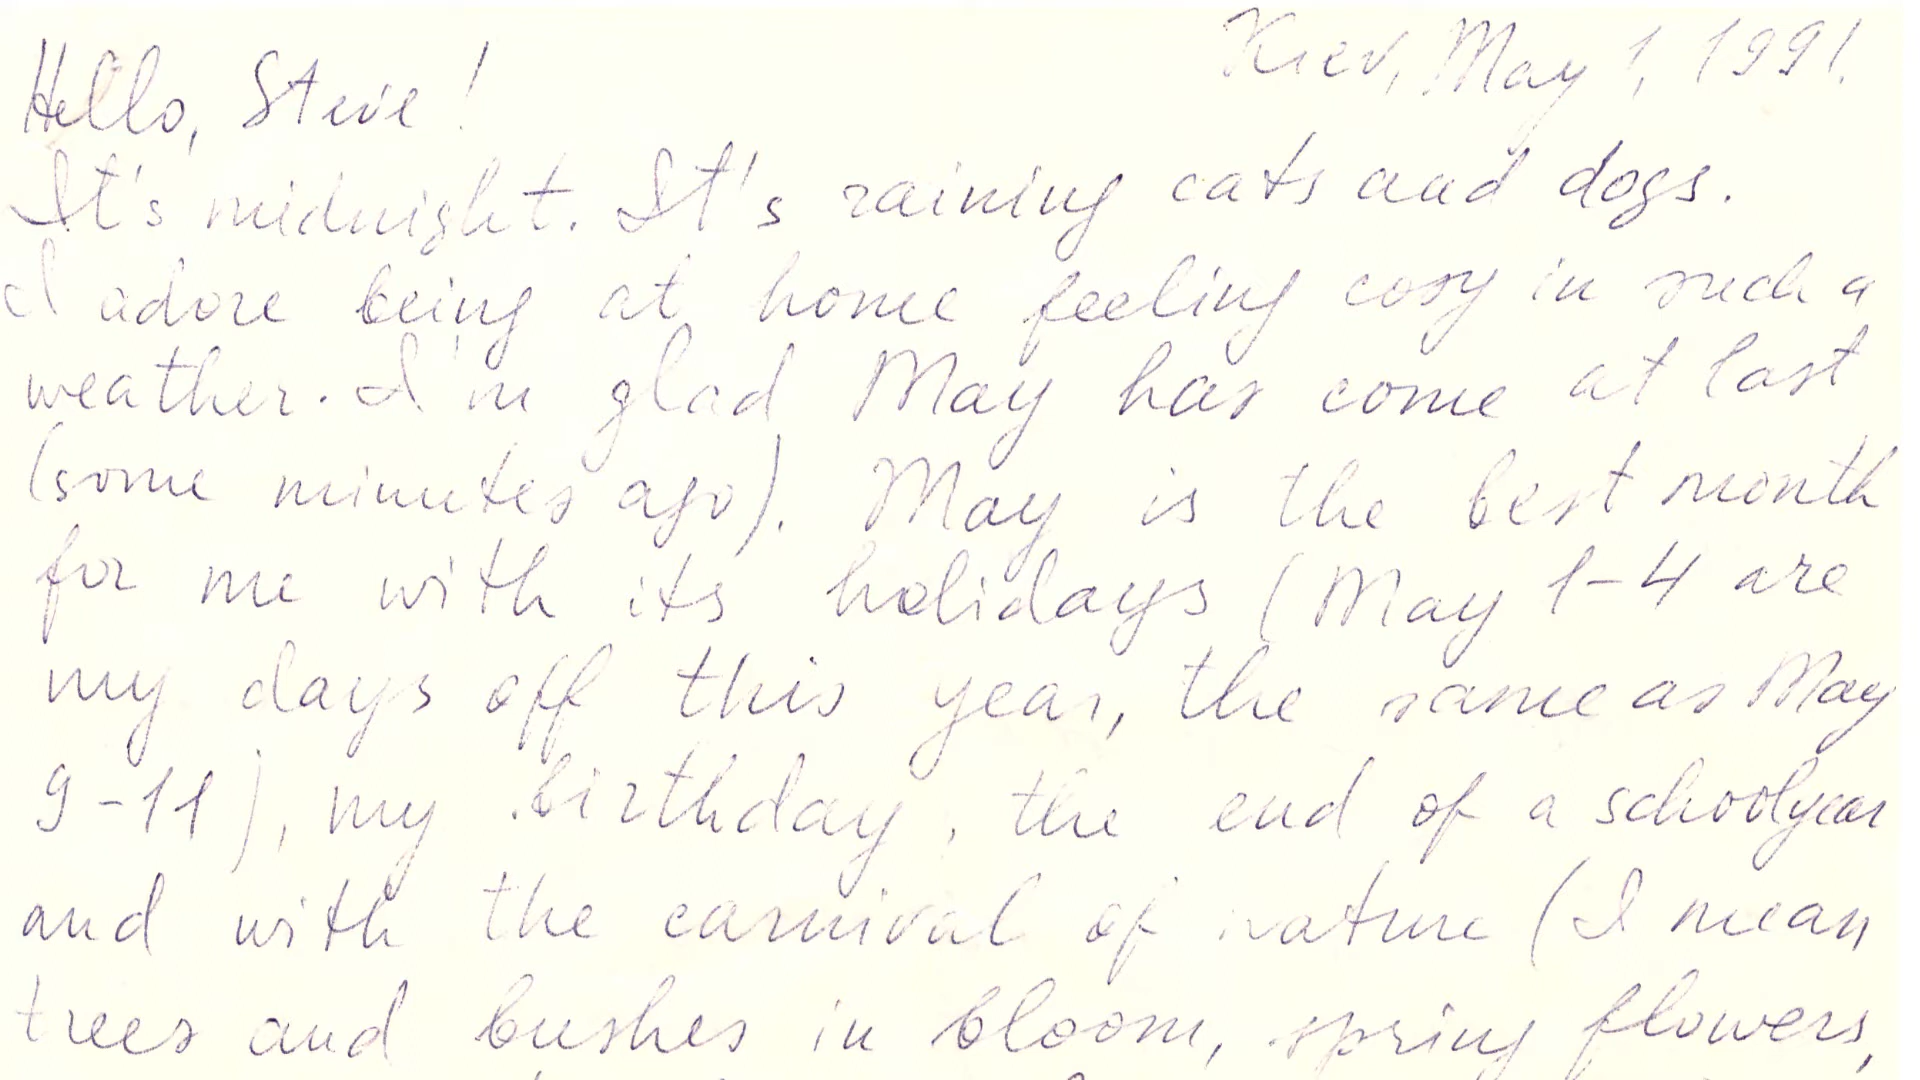 Kiev, May 1, 1991.
Hello, Steve!
It's midnight. It's raining cats and dogs.
I adore being at home feeling cosy in such a
weather. I'm glad May has come at last
(some minutes ago). May is the best month
for me with its holidays (May 1-4 are
my days off this year, the same as May
9-11), my birthday, the end of a schoolyear
and with the carnival of nature (I mean
trees and bushes in bloom, spring flowers,